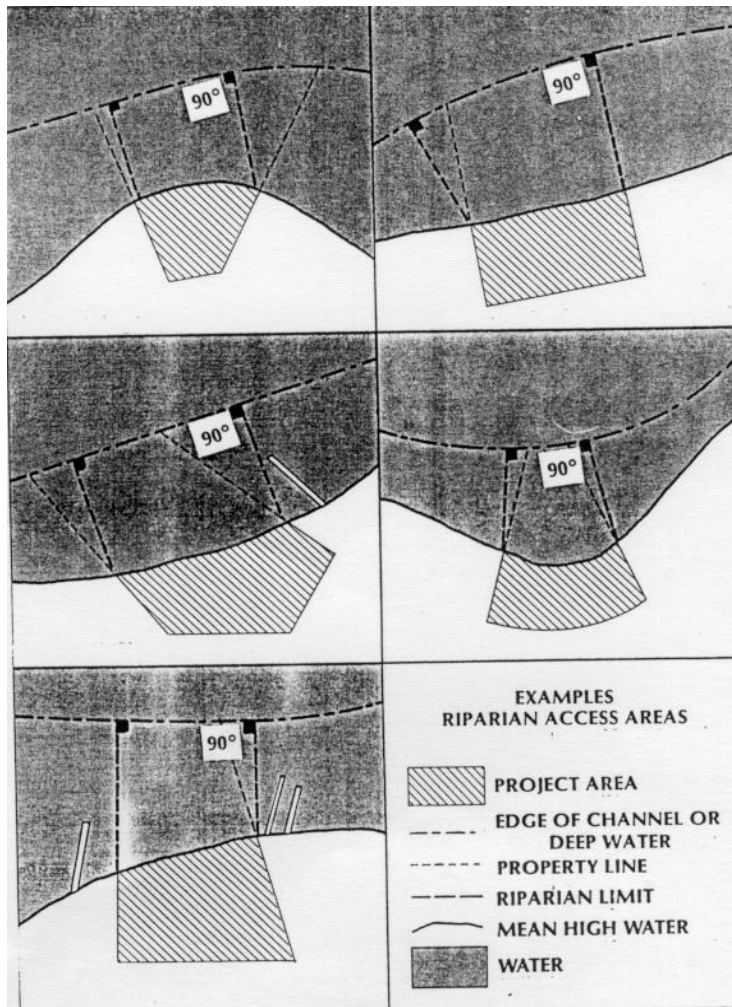 90°
90°
90°
90°
90°
EXAMPLES
RIPARIAN ACCESS AREAS
PROJECT AREA
EDGE OF CHANNEL OR
DEEP WATER
PROPERTY LINE
RIPARIAN LIMIT
MEAN HIGH WATER
WATER